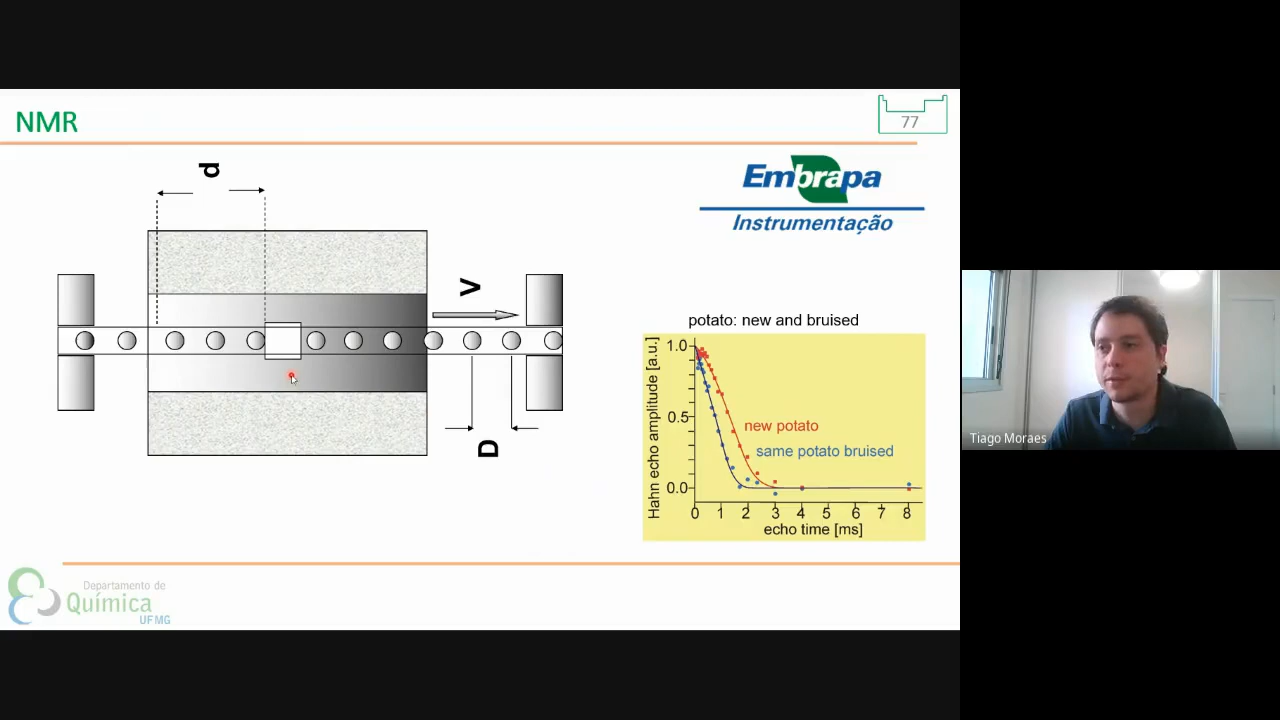 NMR
77
d
V
D
Embrapa
Instrumentação
potato: new and bruised
Hahn echo amplitude [a.u.]
1.0
0.5
0.0
new potato
same potato bruised
0 1 2 3 4 5 6 7 8
echo time [ms]
Departamento de
Química
UFMG
Tiago Moraes